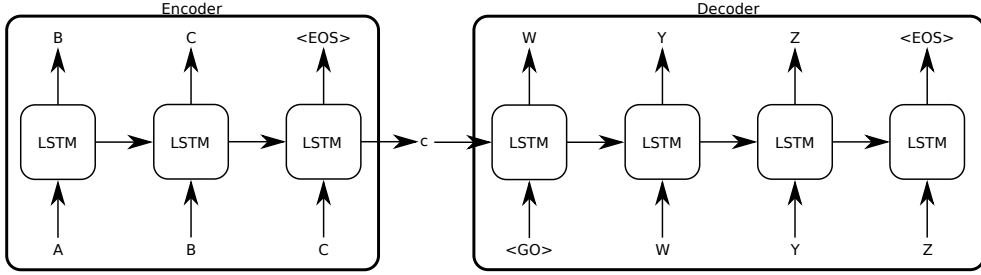 Encoder Decoder
B C <EOS> W Y Z <EOS>
LSTM LSTM LSTM c LSTM LSTM LSTM LSTM
A B C <GO> W Y Z